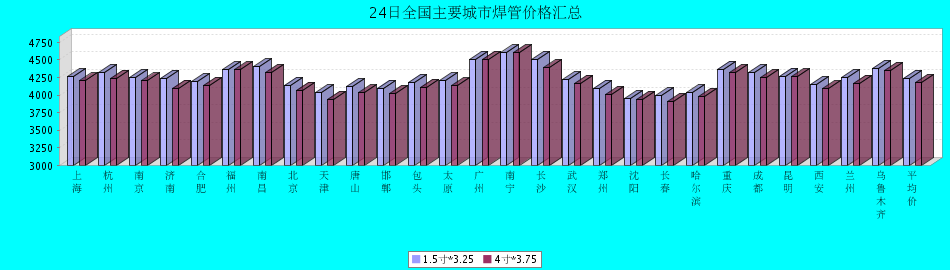 24日全国主要城市焊管价格汇总
4750
4500
4250
4000
3750
3500
3250
3000
上海
杭州
南京
济南
合肥
福州
南昌
北京
天津
唐山
邯郸
包头
太原
广州
南宁
长沙
武汉
郑州
沈阳
长春
哈尔滨
重庆
成都
昆明
西安
兰州
乌鲁木齐
平均价
1.5寸*3.25
4寸*3.75